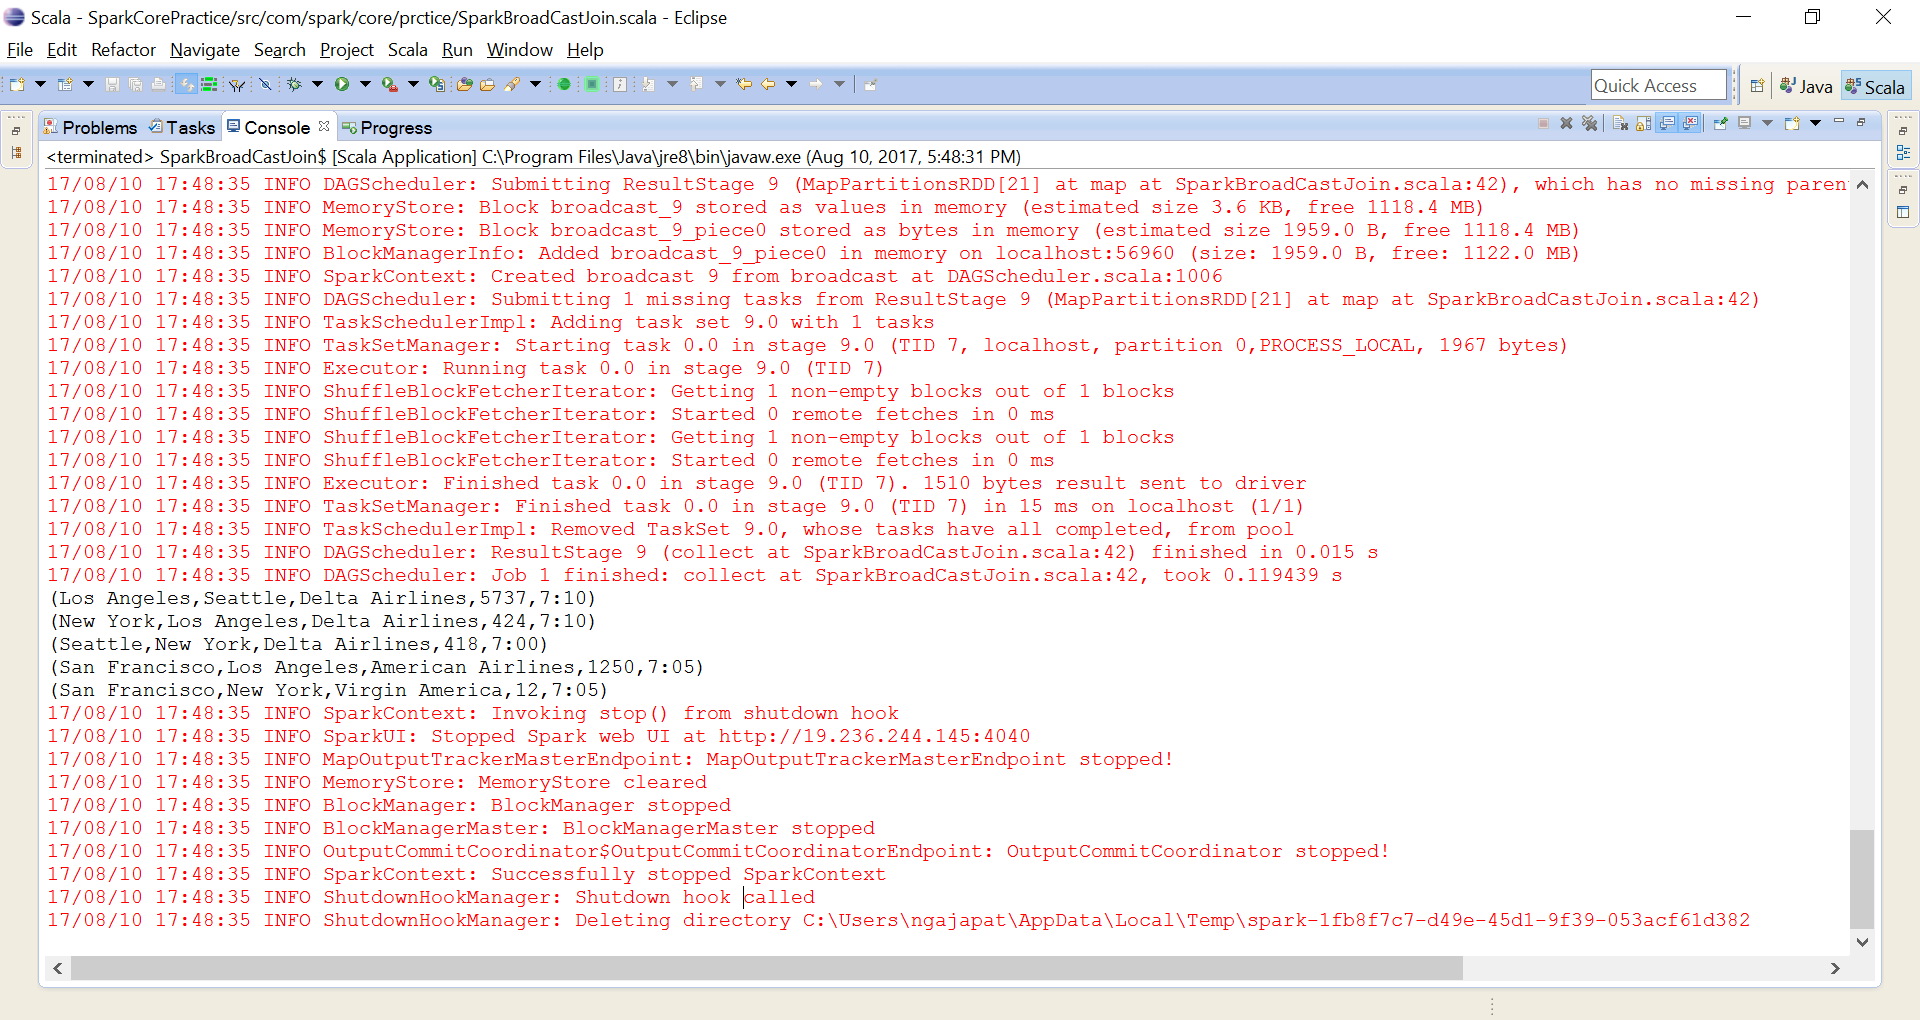 Scala - SparkCorePractice/src/com/spark/core/prctice/SparkBroadCastJoin.scala - Eclipse
File Edit Refactor Navigate Search Project Scala Run Window Help
Quick Access Java Scala
Problems Tasks Console Progress
<terminated> SparkBroadCastJoin$ [Scala Application] C:\Program Files\Java\jre8\bin\javaw.exe (Aug 10, 2017, 5:48:31 PM)
17/08/10 17:48:35 INFO DAGScheduler: Submitting ResultStage 9 (MapPartitionsRDD[21] at map at SparkBroadCastJoin.scala:42), which has no missing paren
17/08/10 17:48:35 INFO MemoryStore: Block broadcast_9 stored as values in memory (estimated size 3.6 KB, free 1118.4 MB)
17/08/10 17:48:35 INFO MemoryStore: Block broadcast_9_piece0 stored as bytes in memory (estimated size 1959.0 B, free 1118.4 MB)
17/08/10 17:48:35 INFO BlockManagerInfo: Added broadcast_9_piece0 in memory on localhost:56960 (size: 1959.0 B, free: 1122.0 MB)
17/08/10 17:48:35 INFO SparkContext: Created broadcast 9 from broadcast at DAGScheduler.scala:1006
17/08/10 17:48:35 INFO DAGScheduler: Submitting 1 missing tasks from ResultStage 9 (MapPartitionsRDD[21] at map at SparkBroadCastJoin.scala:42)
17/08/10 17:48:35 INFO TaskSchedulerImpl: Adding task set 9.0 with 1 tasks
17/08/10 17:48:35 INFO TaskSetManager: Starting task 0.0 in stage 9.0 (TID 7, localhost, partition 0,PROCESS_LOCAL, 1967 bytes)
17/08/10 17:48:35 INFO Executor: Running task 0.0 in stage 9.0 (TID 7)
17/08/10 17:48:35 INFO ShuffleBlockFetcherIterator: Getting 1 non-empty blocks out of 1 blocks
17/08/10 17:48:35 INFO ShuffleBlockFetcherIterator: Started 0 remote fetches in 0 ms
17/08/10 17:48:35 INFO ShuffleBlockFetcherIterator: Getting 1 non-empty blocks out of 1 blocks
17/08/10 17:48:35 INFO ShuffleBlockFetcherIterator: Started 0 remote fetches in 0 ms
17/08/10 17:48:35 INFO Executor: Finished task 0.0 in stage 9.0 (TID 7). 1510 bytes result sent to driver
17/08/10 17:48:35 INFO TaskSetManager: Finished task 0.0 in stage 9.0 (TID 7) in 15 ms on localhost (1/1)
17/08/10 17:48:35 INFO TaskSchedulerImpl: Removed TaskSet 9.0, whose tasks have all completed, from pool
17/08/10 17:48:35 INFO DAGScheduler: ResultStage 9 (collect at SparkBroadCastJoin.scala:42) finished in 0.015 s
17/08/10 17:48:35 INFO DAGScheduler: Job 1 finished: collect at SparkBroadCastJoin.scala:42, took 0.119439 s
(Los Angeles,Seattle,Delta Airlines,5737,7:10)
(New York,Los Angeles,Delta Airlines,424,7:10)
(Seattle,New York,Delta Airlines,418,7:00)
(San Francisco,Los Angeles,American Airlines,1250,7:05)
(San Francisco,New York,Virgin America,12,7:05)
17/08/10 17:48:35 INFO SparkContext: Invoking stop() from shutdown hook
17/08/10 17:48:35 INFO SparkUI: Stopped Spark web UI at http://19.236.244.145:4040
17/08/10 17:48:35 INFO MapOutputTrackerMasterEndpoint: MapOutputTrackerMasterEndpoint stopped!
17/08/10 17:48:35 INFO MemoryStore: MemoryStore cleared
17/08/10 17:48:35 INFO BlockManager: BlockManager stopped
17/08/10 17:48:35 INFO BlockManagerMaster: BlockManagerMaster stopped
17/08/10 17:48:35 INFO OutputCommitCoordinator$OutputCommitCoordinatorEndpoint: OutputCommitCoordinator stopped!
17/08/10 17:48:35 INFO SparkContext: Successfully stopped SparkContext
17/08/10 17:48:35 INFO ShutdownHookManager: Shutdown hook called
17/08/10 17:48:35 INFO ShutdownHookManager: Deleting directory C:\Users\ngajapat\AppData\Local\Temp\spark-1fb8f7c7-d49e-45d1-9f39-053acf61d382